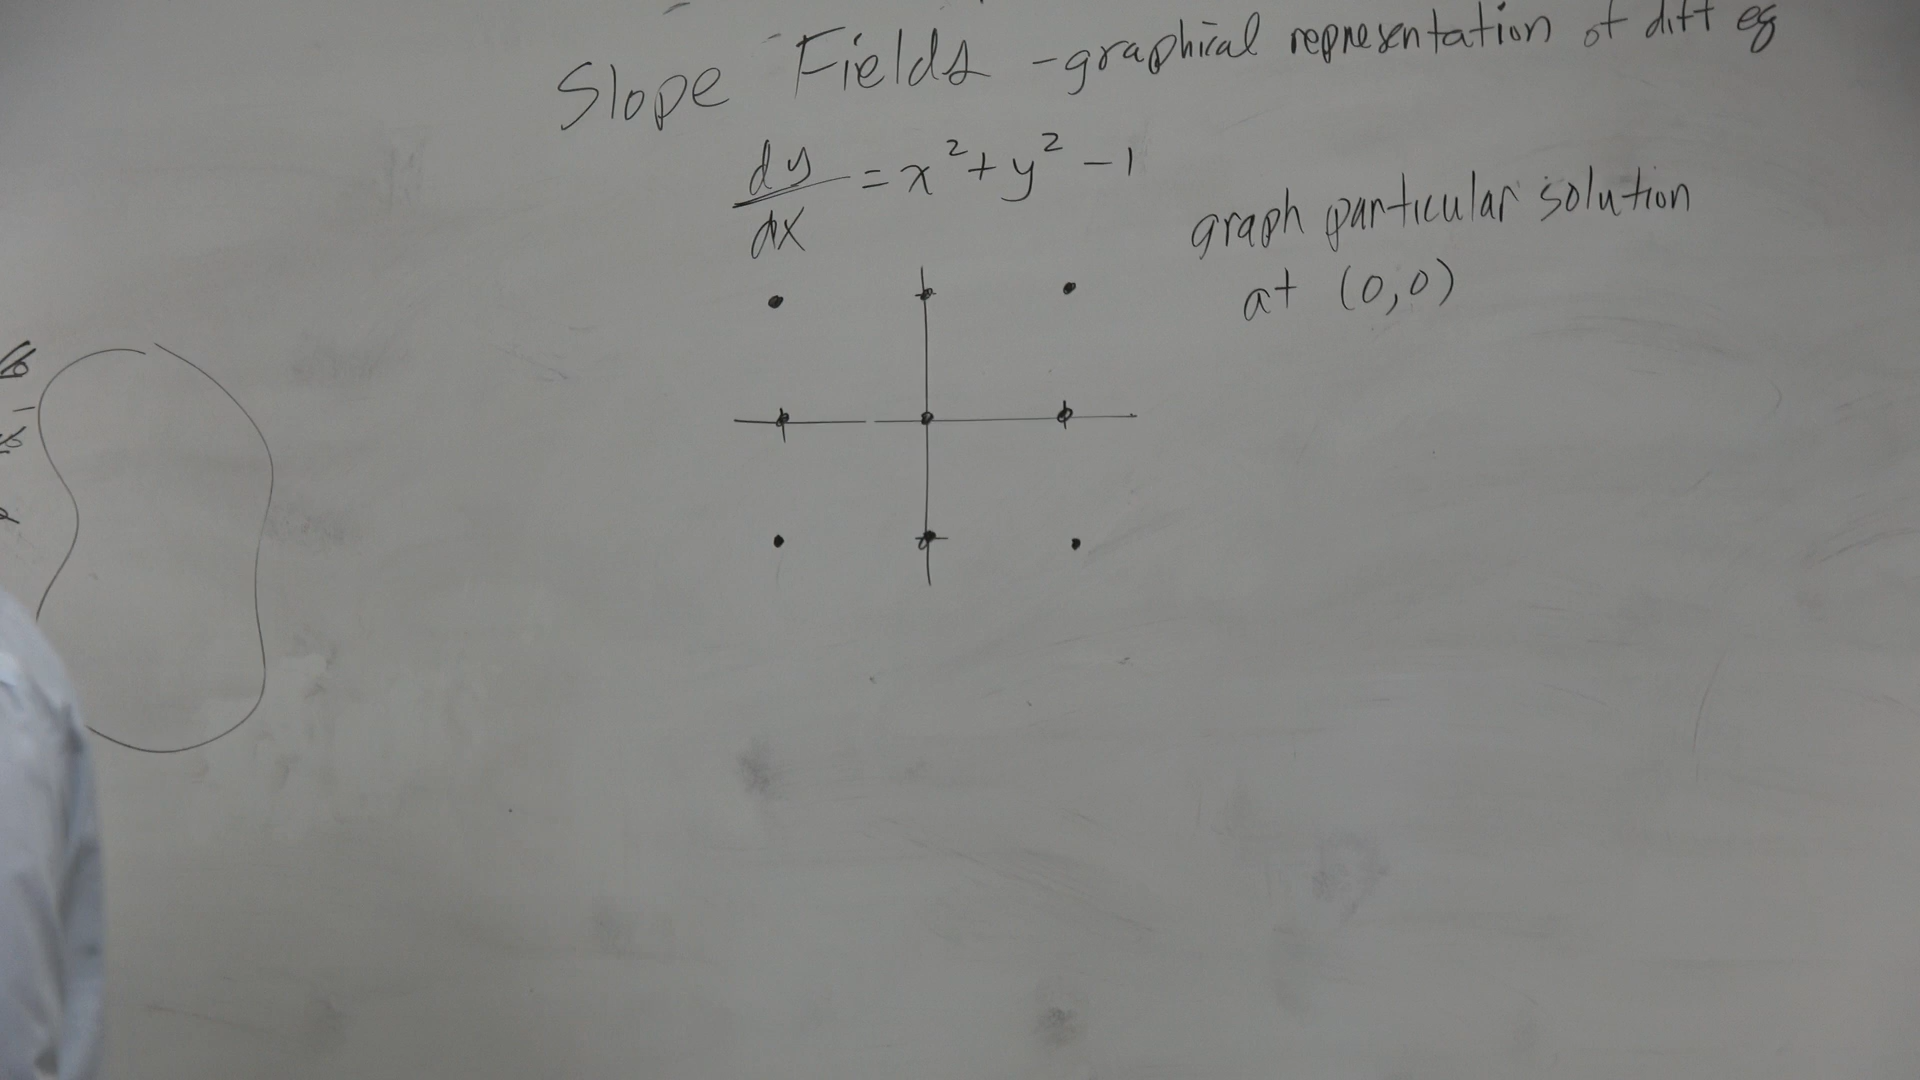 Slope Fields - graphical representation of diff eq
dy/dx = x² + y² - 1
graph particular solution
at (0,0)